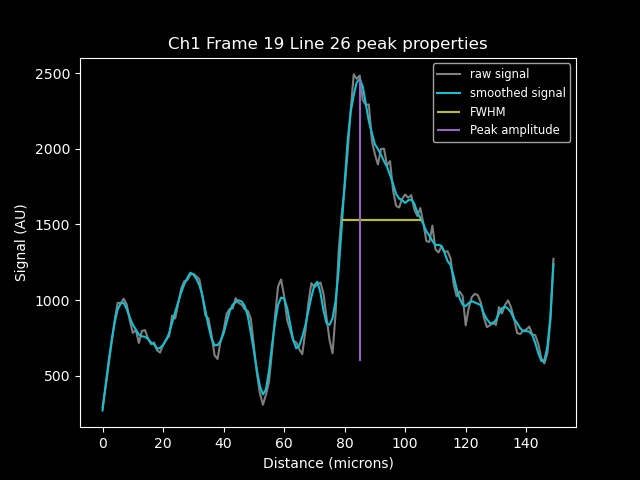 Ch1 Frame 19 Line 26 peak properties
raw signal
smoothed signal
FWHM
Peak amplitude
Signal (AU)
2500
2000
1500
1000
500
0 20 40 60 80 100 120 140
Distance (microns)